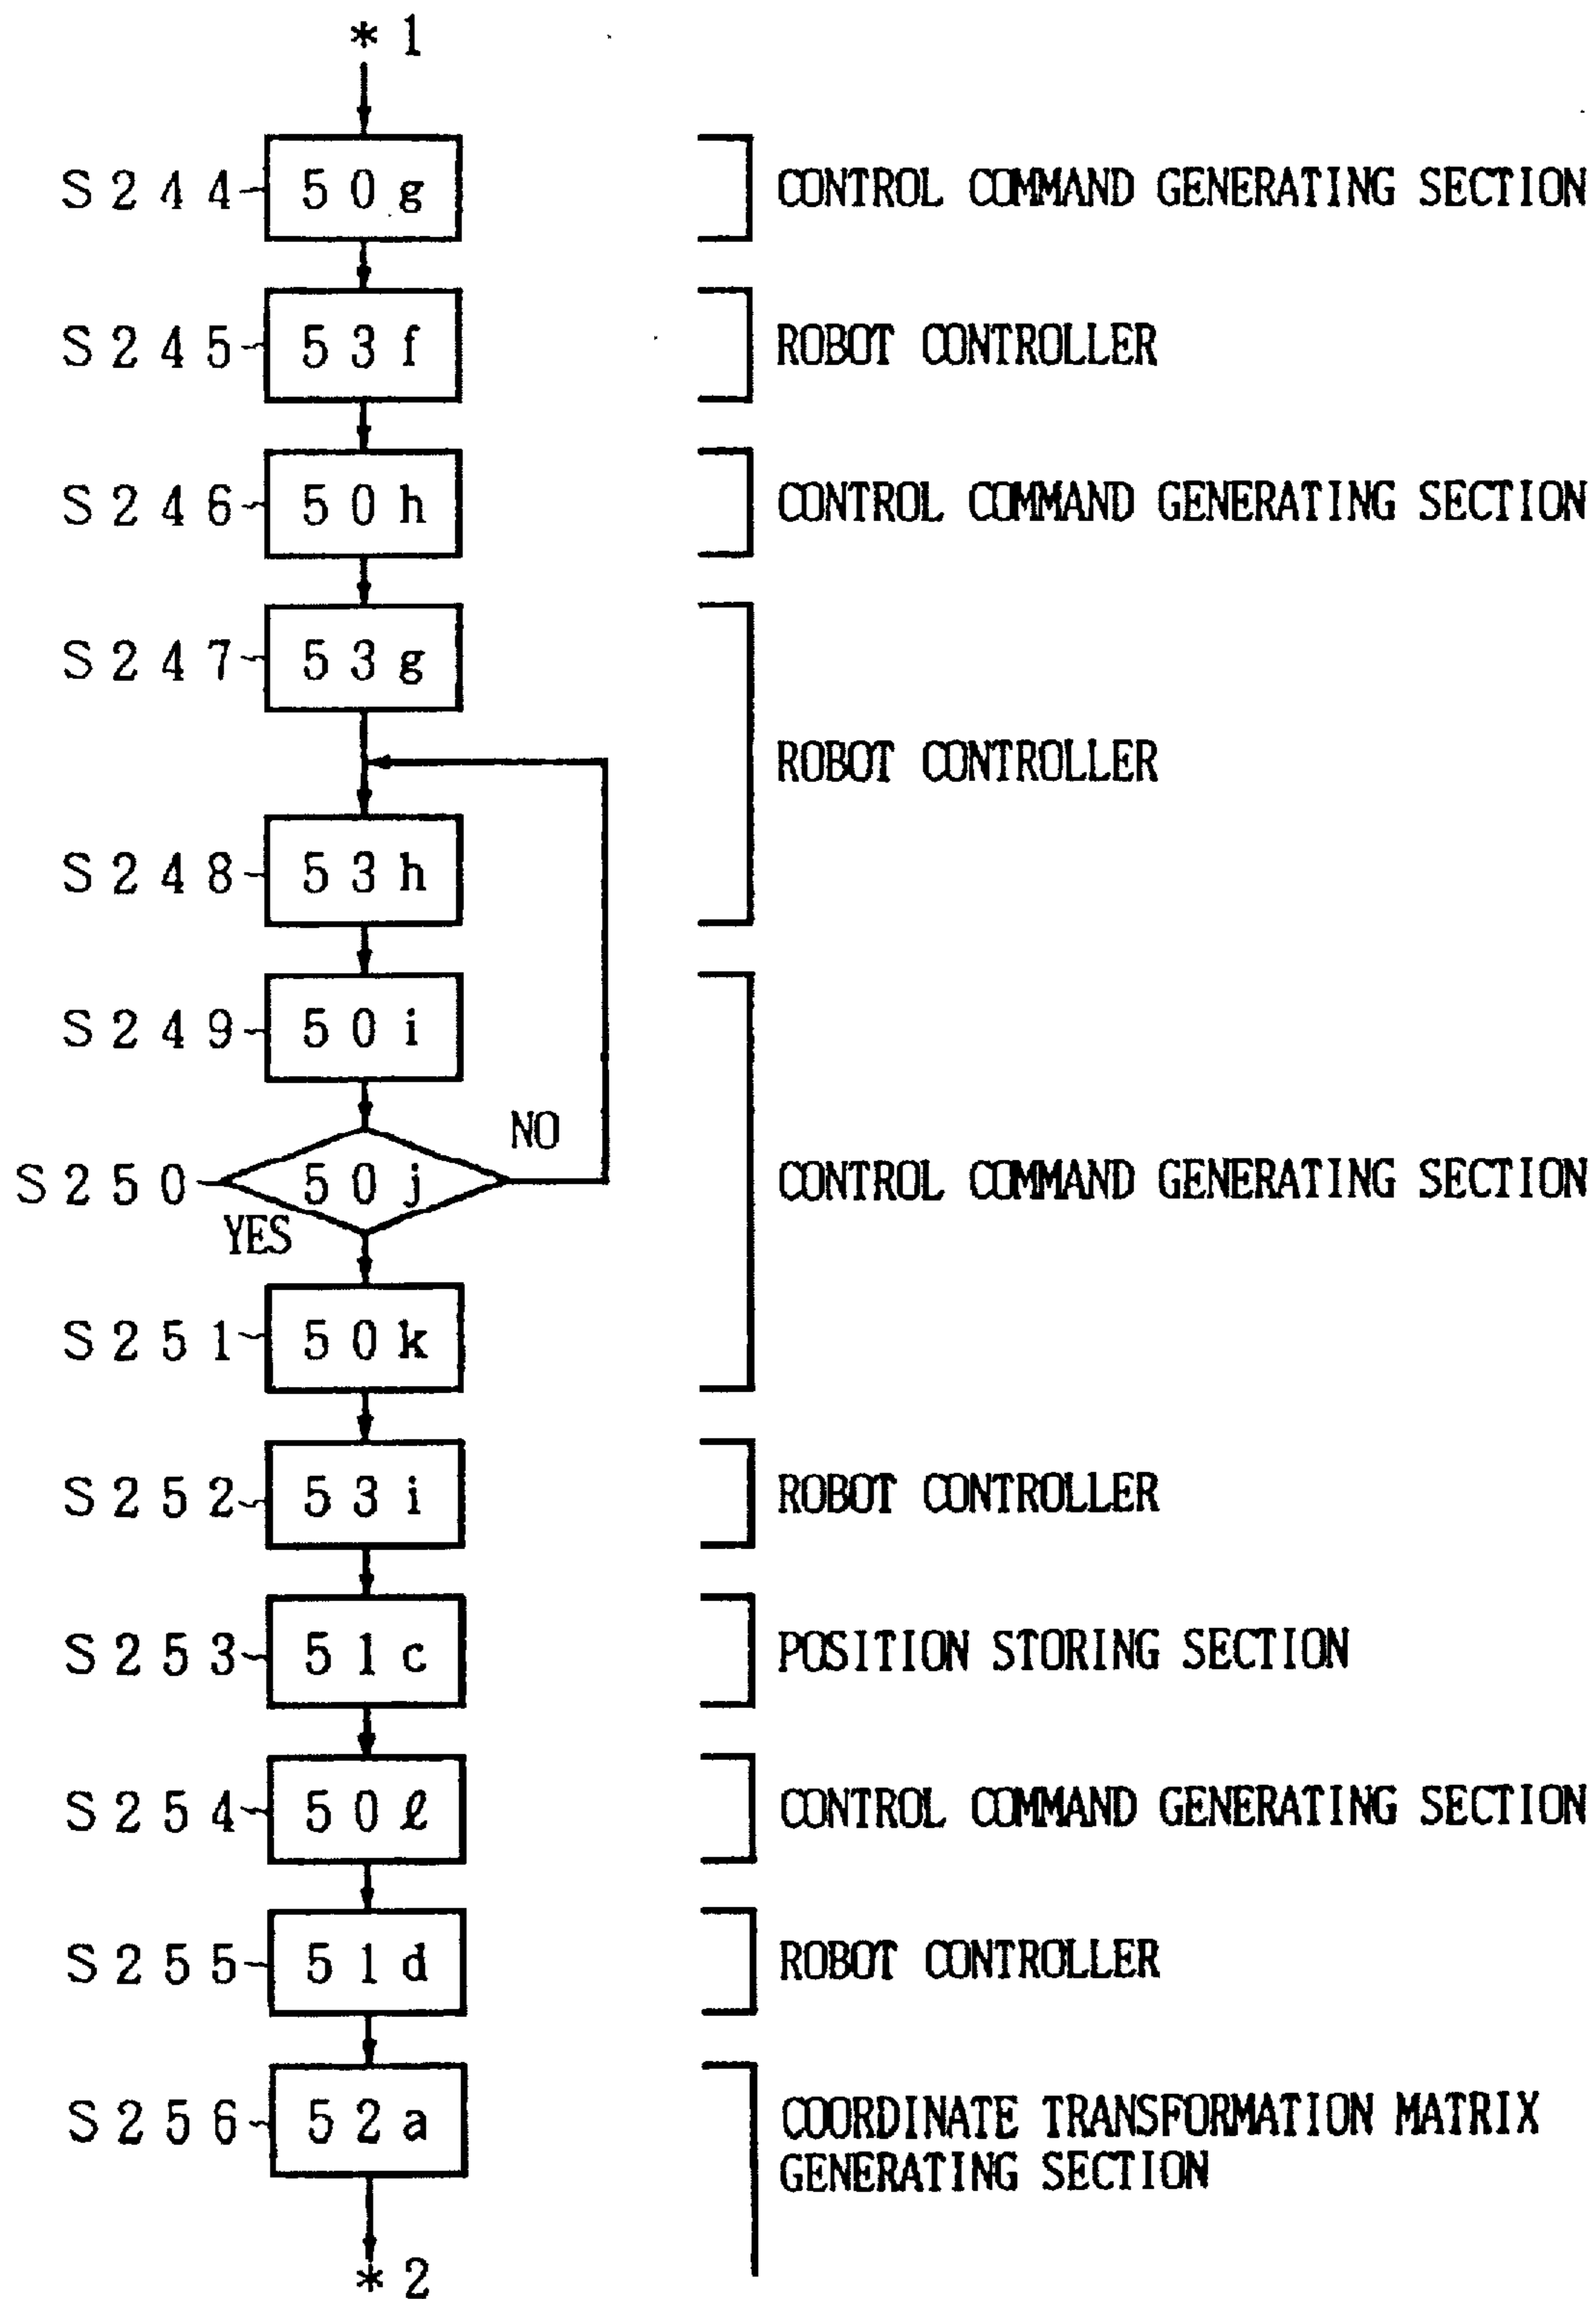 *1
S244 50g CONTROL COMMAND GENERATING SECTION
S245 53f ROBOT CONTROLLER
S246 50h CONTROL COMMAND GENERATING SECTION
S247 53g
ROBOT CONTROLLER
S248 53h
S249 50i
NO
S250 50j CONTROL COMMAND GENERATING SECTION
YES
S251 50k
S252 53i ROBOT CONTROLLER
S253 51c POSITION STORING SECTION
S254 50ℓ CONTROL COMMAND GENERATING SECTION
S255 51d ROBOT CONTROLLER
S256 52a COORDINATE TRANSFORMATION MATRIX
GENERATING SECTION
*2